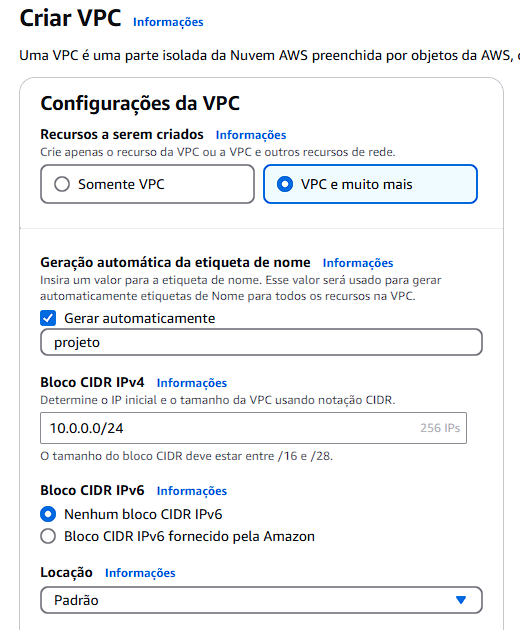 Criar VPC Informações
Uma VPC é uma parte isolada da Nuvem AWS preenchida por objetos da AWS,
Configurações da VPC
Recursos a serem criados Informações
Crie apenas o recurso da VPC ou a VPC e outros recursos de rede.
Somente VPC VPC e muito mais
Geração automática da etiqueta de nome Informações
Insira um valor para a etiqueta de nome. Esse valor será usado para gerar
automaticamente etiquetas de Nome para todos os recursos na VPC.
Gerar automaticamente
projeto
Bloco CIDR IPv4 Informações
Determine o IP inicial e o tamanho da VPC usando notação CIDR.
10.0.0.0/24 256 IPs
O tamanho do bloco CIDR deve estar entre /16 e /28.
Bloco CIDR IPv6 Informações
Nenhum bloco CIDR IPv6
Bloco CIDR IPv6 fornecido pela Amazon
Locação Informações
Padrão